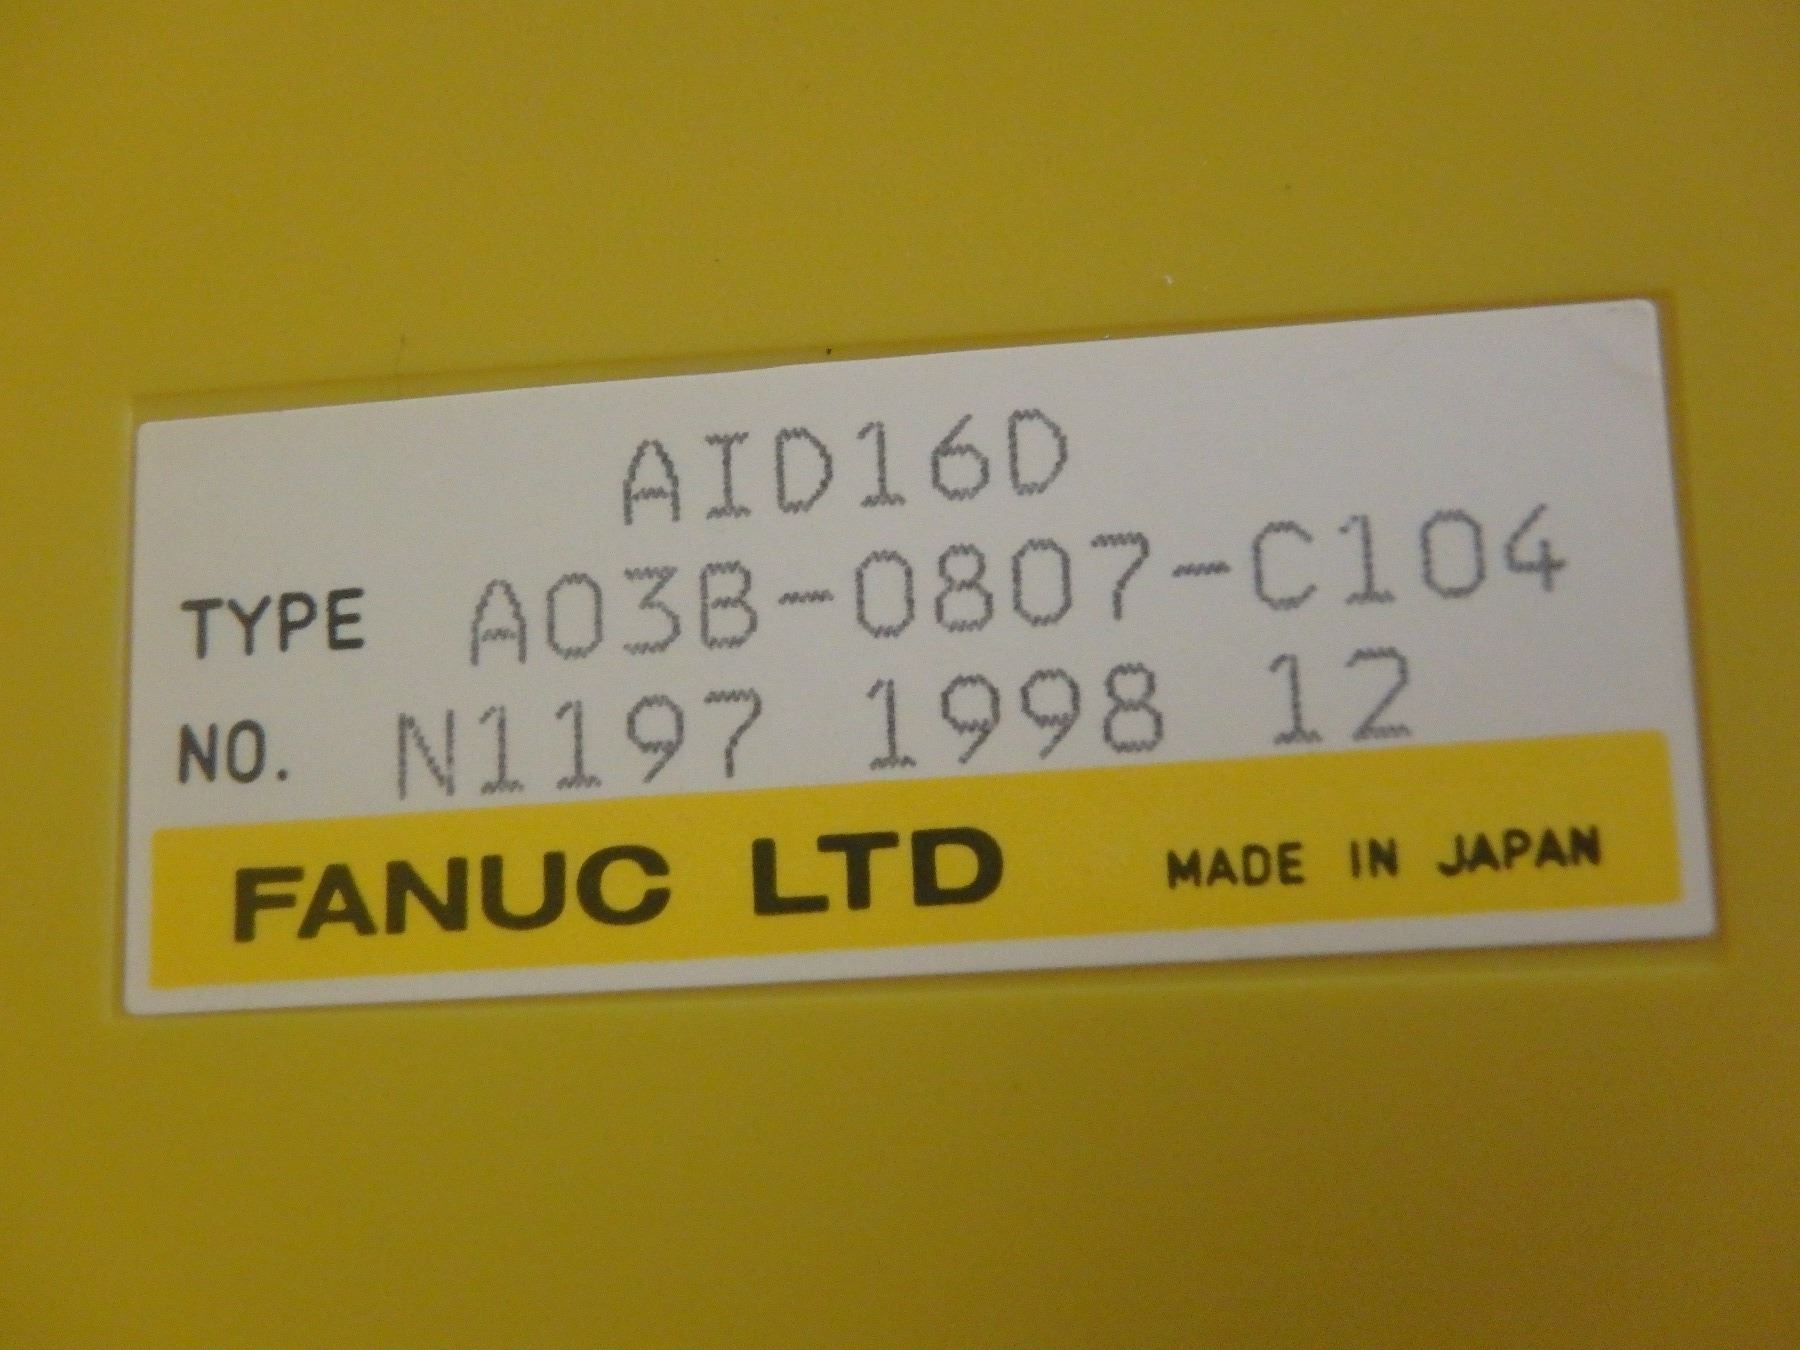 AID16D
TYPE A03B-0807-C104
NO. N1197 1998 12
FANUC LTD MADE IN JAPAN